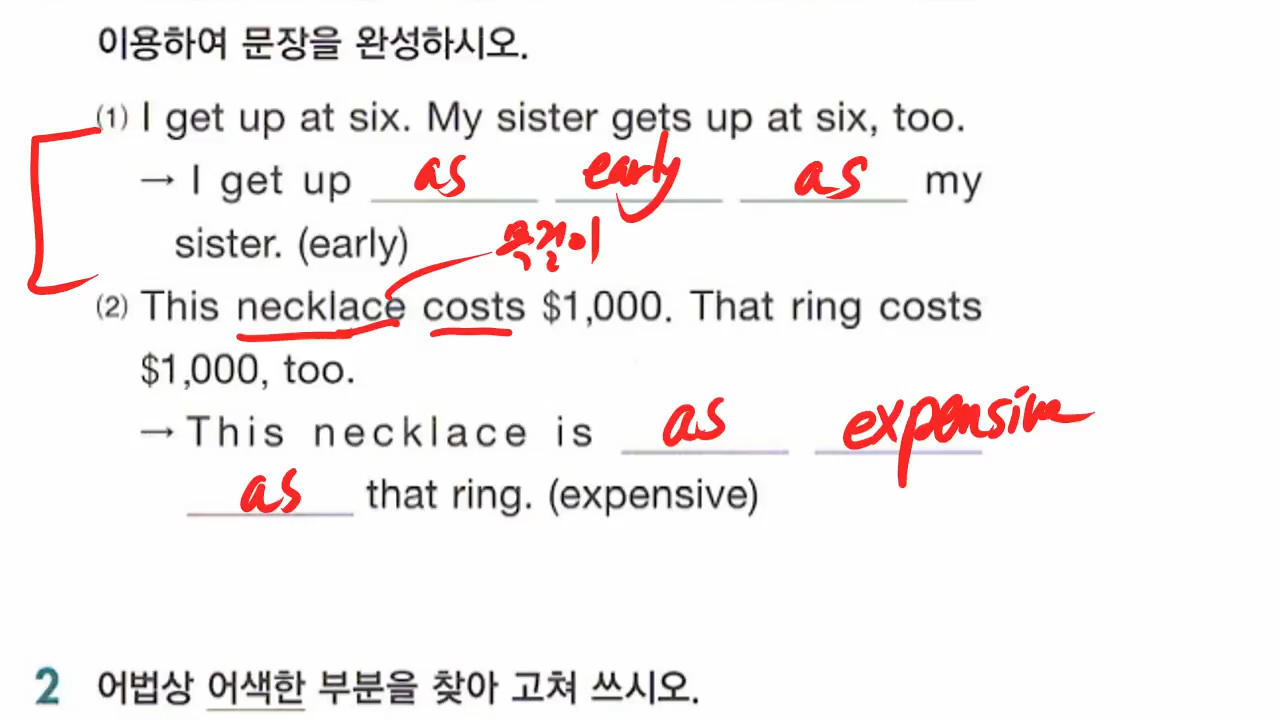 이용하여 문장을 완성하시오.
(1) I get up at six. My sister gets up at six, too.
→ I get up as early as my
sister. (early) 목걸이
(2) This necklace costs $1,000. That ring costs
$1,000, too.
→ This necklace is as expensive
as that ring. (expensive)
2 어법상 어색한 부분을 찾아 고쳐 쓰시오.